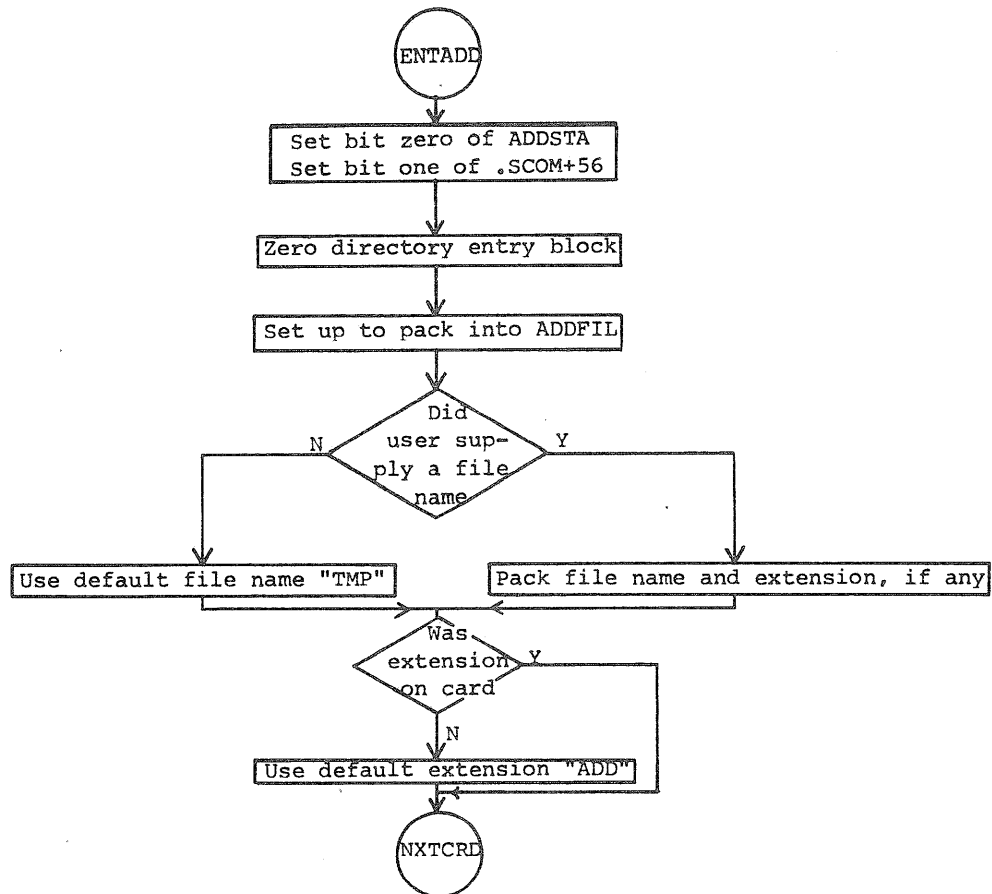 ENTADD
Set bit zero of ADDSTA
Set bit one of .SCOM+56
Zero directory entry block
Set up to pack into ADDFIL
Did
user sup-
ply a file
name
N
Y
Use default file name "TMP"
Pack file name and extension, if any
Was
extension
on card
Y
N
Use default extension "ADD"
NXTCRD